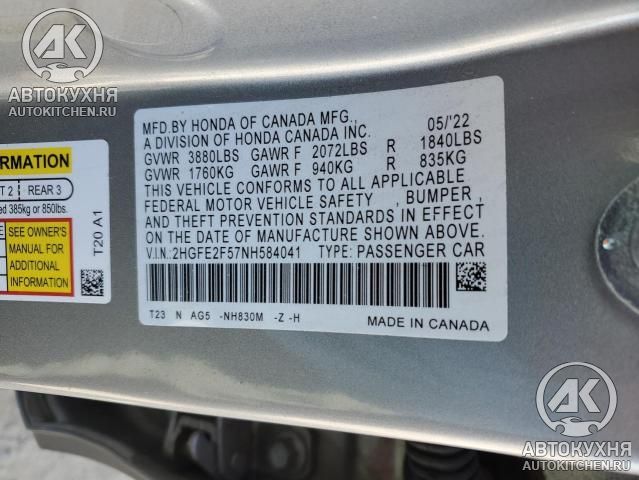 АВТОКУХНЯ
AUTOKITCHEN.RU
MFD.BY HONDA OF CANADA MFG., 05/'22
A DIVISION OF HONDA CANADA INC.
GVWR 3880LBS GAWR F 2072LBS R 1840LBS
GVWR 1760KG GAWR F 940KG R 835KG
THIS VEHICLE CONFORMS TO ALL APPLICABLE
FEDERAL MOTOR VEHICLE SAFETY , BUMPER,
AND THEFT PREVENTION STANDARDS IN EFFECT
ON THE DATE OF MANUFACTURE SHOWN ABOVE.
V.I.N.:2HGFE2F57NH584041 TYPE: PASSENGER CAR
T23 N AG5 -NH830M -Z -H MADE IN CANADA
REAR 3
385kg or 850lbs.
SEE OWNER'S
MANUAL FOR
ADDITIONAL
INFORMATION
T20 A1
АВТОКУХНЯ
AUTOKITCHEN.RU